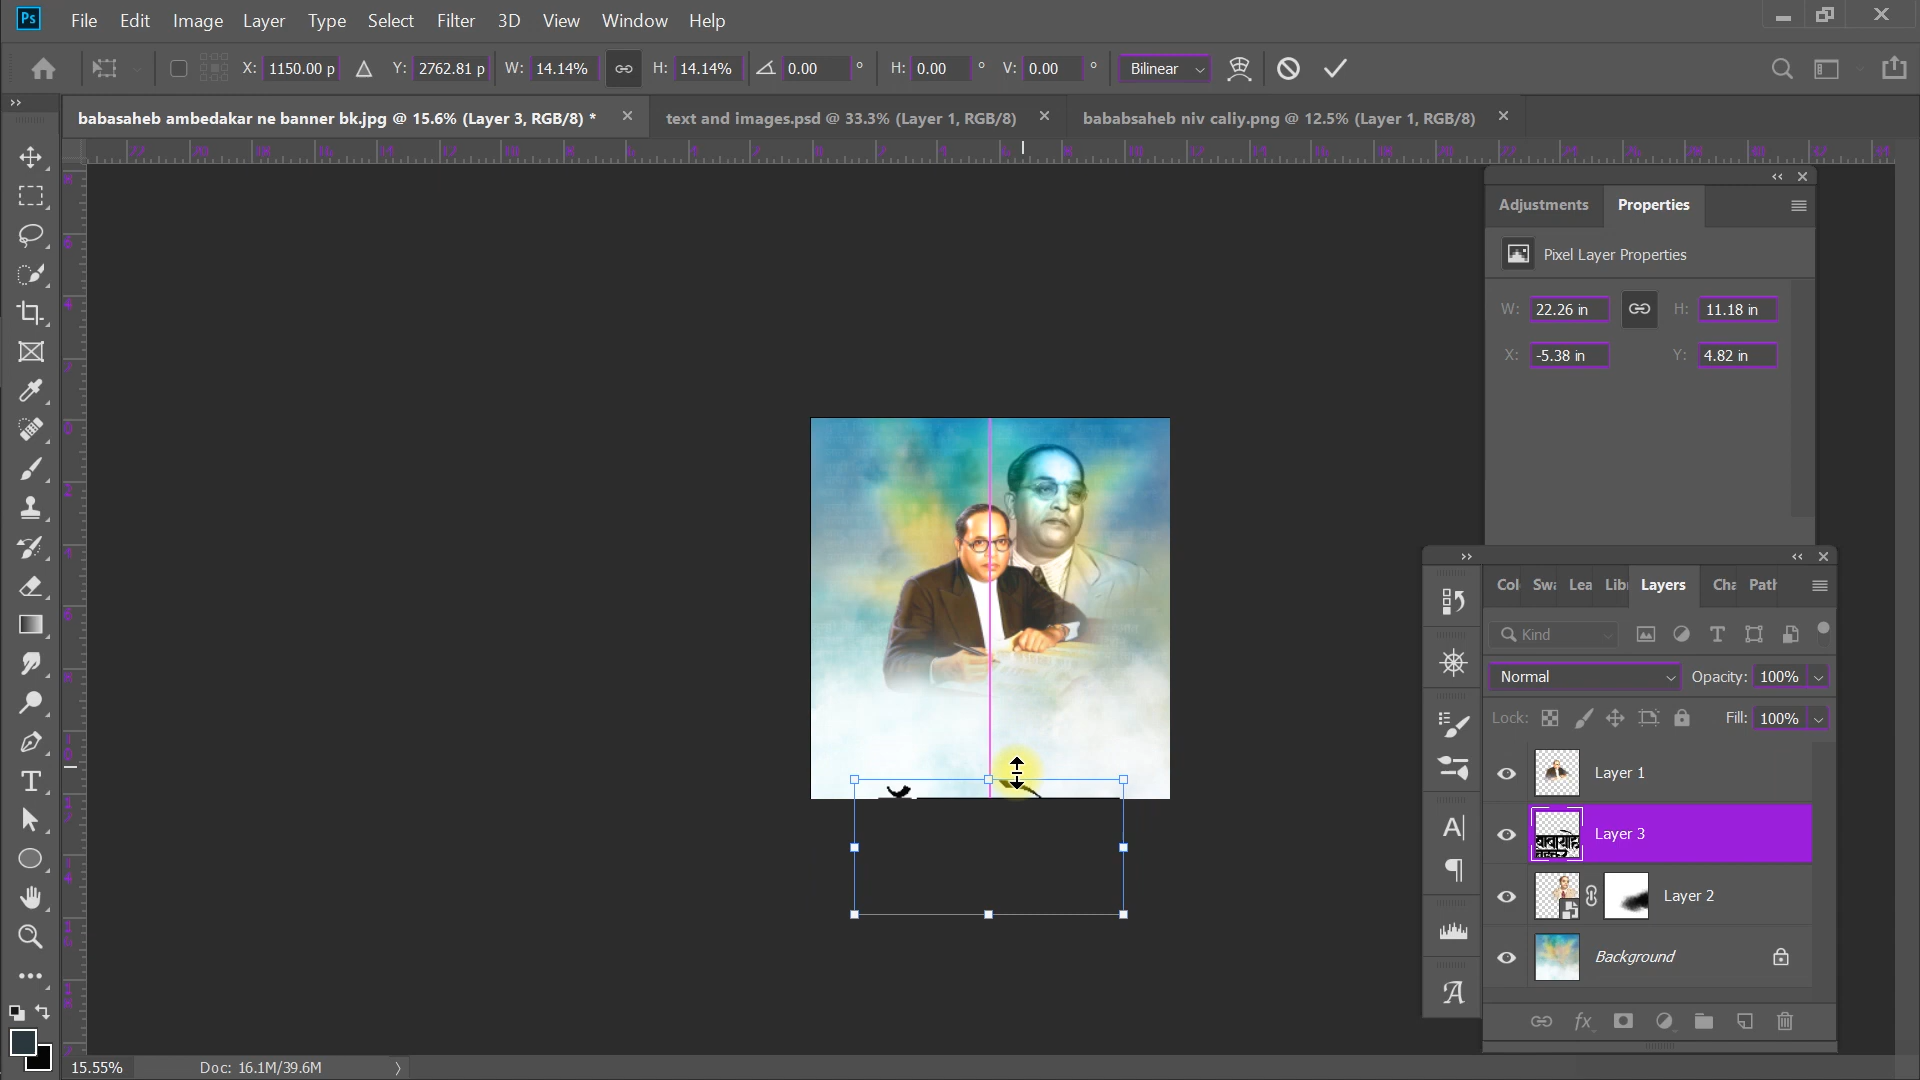 Ps File Edit Image Layer Type Select Filter 3D View Window Help
X: 1150.00 p Y: 2762.81 p W: 14.14% H: 14.14% 0.00 ° H: 0.00 ° V: 0.00 ° Bilinear
babasaheb ambedakar ne banner bk.jpg @ 15.6% (Layer 3, RGB/8) *
text and images.psd @ 33.3% (Layer 1, RGB/8)
bababsaheb niv caliy.png @ 12.5% (Layer 1, RGB/8)
Adjustments Properties
Pixel Layer Properties
W: 22.26 in H: 11.18 in
X: -5.38 in Y: 4.82 in
Col Swa Lea Libr Layers Cha Path
Kind
Normal Opacity: 100%
Lock: Fill: 100%
Layer 1
Layer 3
Layer 2
Background
15.55% Doc: 16.1M/39.6M